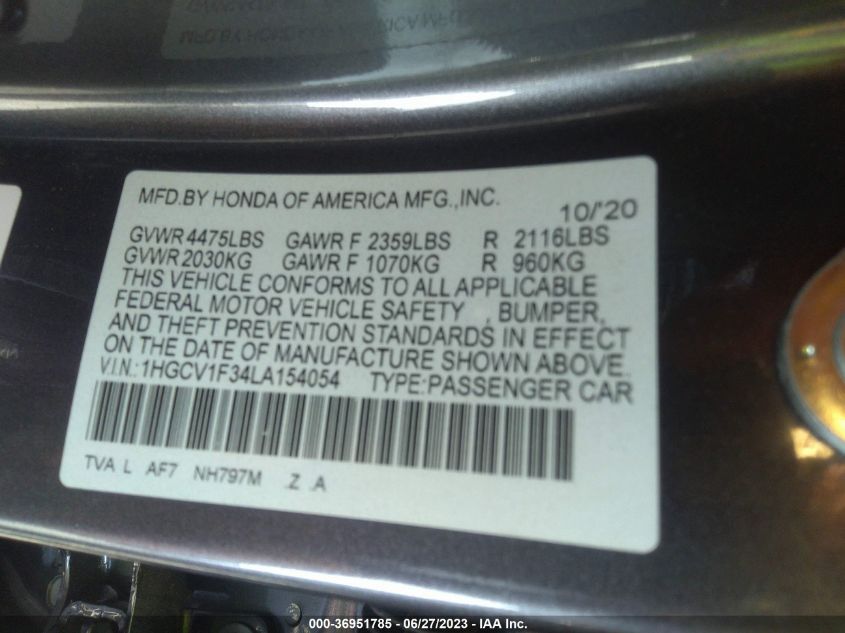 MFD.BY HONDA OF AMERICA MFG.,INC. 10/'20
GVWR 4475LBS GAWR F 2359LBS R 2116LBS
GVWR 2030KG GAWR F 1070KG R 960KG
THIS VEHICLE CONFORMS TO ALL APPLICABLE
FEDERAL MOTOR VEHICLE SAFETY , BUMPER,
AND THEFT PREVENTION STANDARDS IN EFFECT
ON THE DATE OF MANUFACTURE SHOWN ABOVE.
V.I.N.:1HGCV1F34LA154054 TYPE:PASSENGER CAR
TVA L AF7 NH797M .Z .A
000-36951785 - 06/27/2023 - IAA Inc.